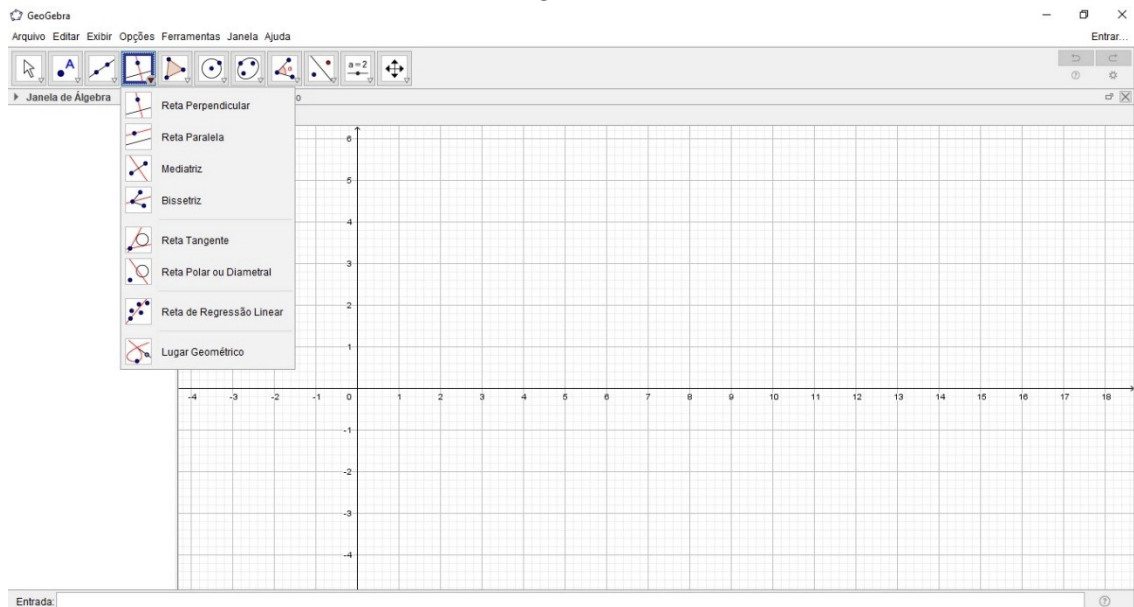 GeoGebra
Arquivo Editar Exibir Opções Ferramentas Janela Ajuda
Entrar...
A
a=2
Janela de Álgebra
Reta Perpendicular
Reta Paralela
Mediatriz
Bissetriz
Reta Tangente
Reta Polar ou Diametral
Reta de Regressão Linear
Lugar Geométrico
6
5
4
3
2
1
-4 -3 -2 -1 0 1 2 3 4 5 6 7 8 9 10 11 12 13 14 15 16 17 18
-1
-2
-3
-4
Entrada: